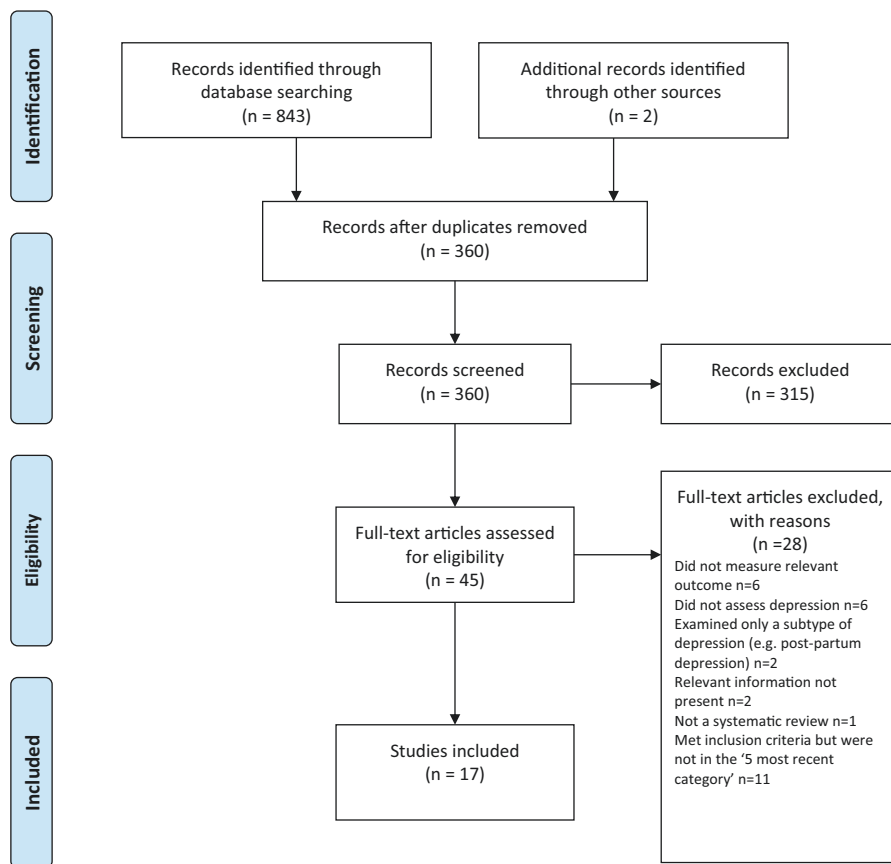 Identification
Records identified through
database searching
(n = 843)
Additional records identified
through other sources
(n = 2)
Records after duplicates removed
(n = 360)
Screening
Records screened
(n = 360)
Records excluded
(n = 315)
Eligibility
Full-text articles assessed
for eligibility
(n = 45)
Full-text articles excluded,
with reasons
(n =28)
Did not measure relevant
outcome n=6
Did not assess depression n=6
Examined only a subtype of
depression (e.g. post-partum
depression) n=2
Relevant information not
present n=2
Not a systematic review n=1
Met inclusion criteria but were
not in the ‘5 most recent
category’ n=11
Included
Studies included
(n = 17)